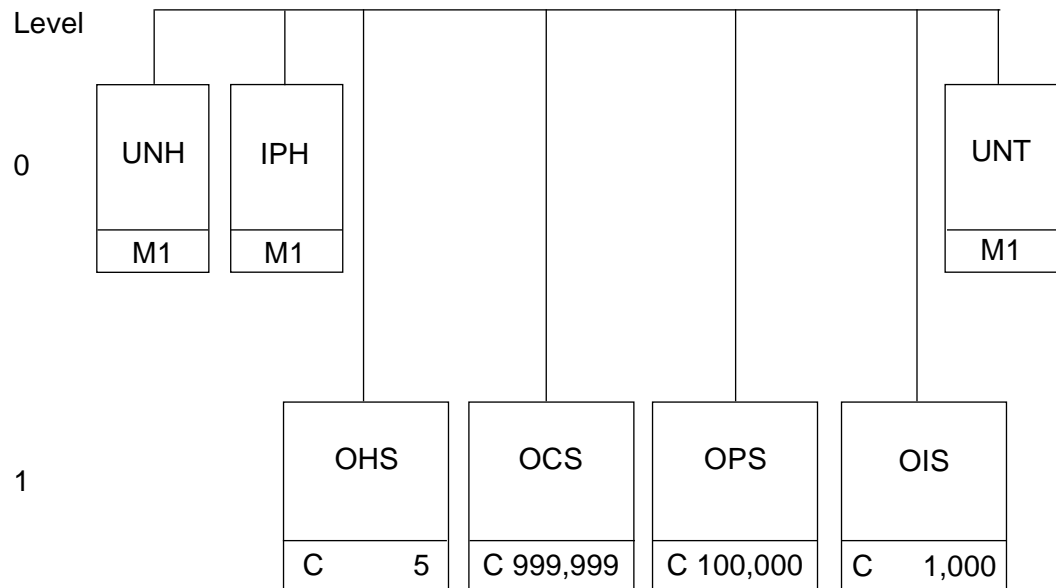 Level
0
UNH
IPH
UNT
M1
M1
M1
1
OHS
OCS
OPS
OIS
C 5
C 999,999
C 100,000
C 1,000